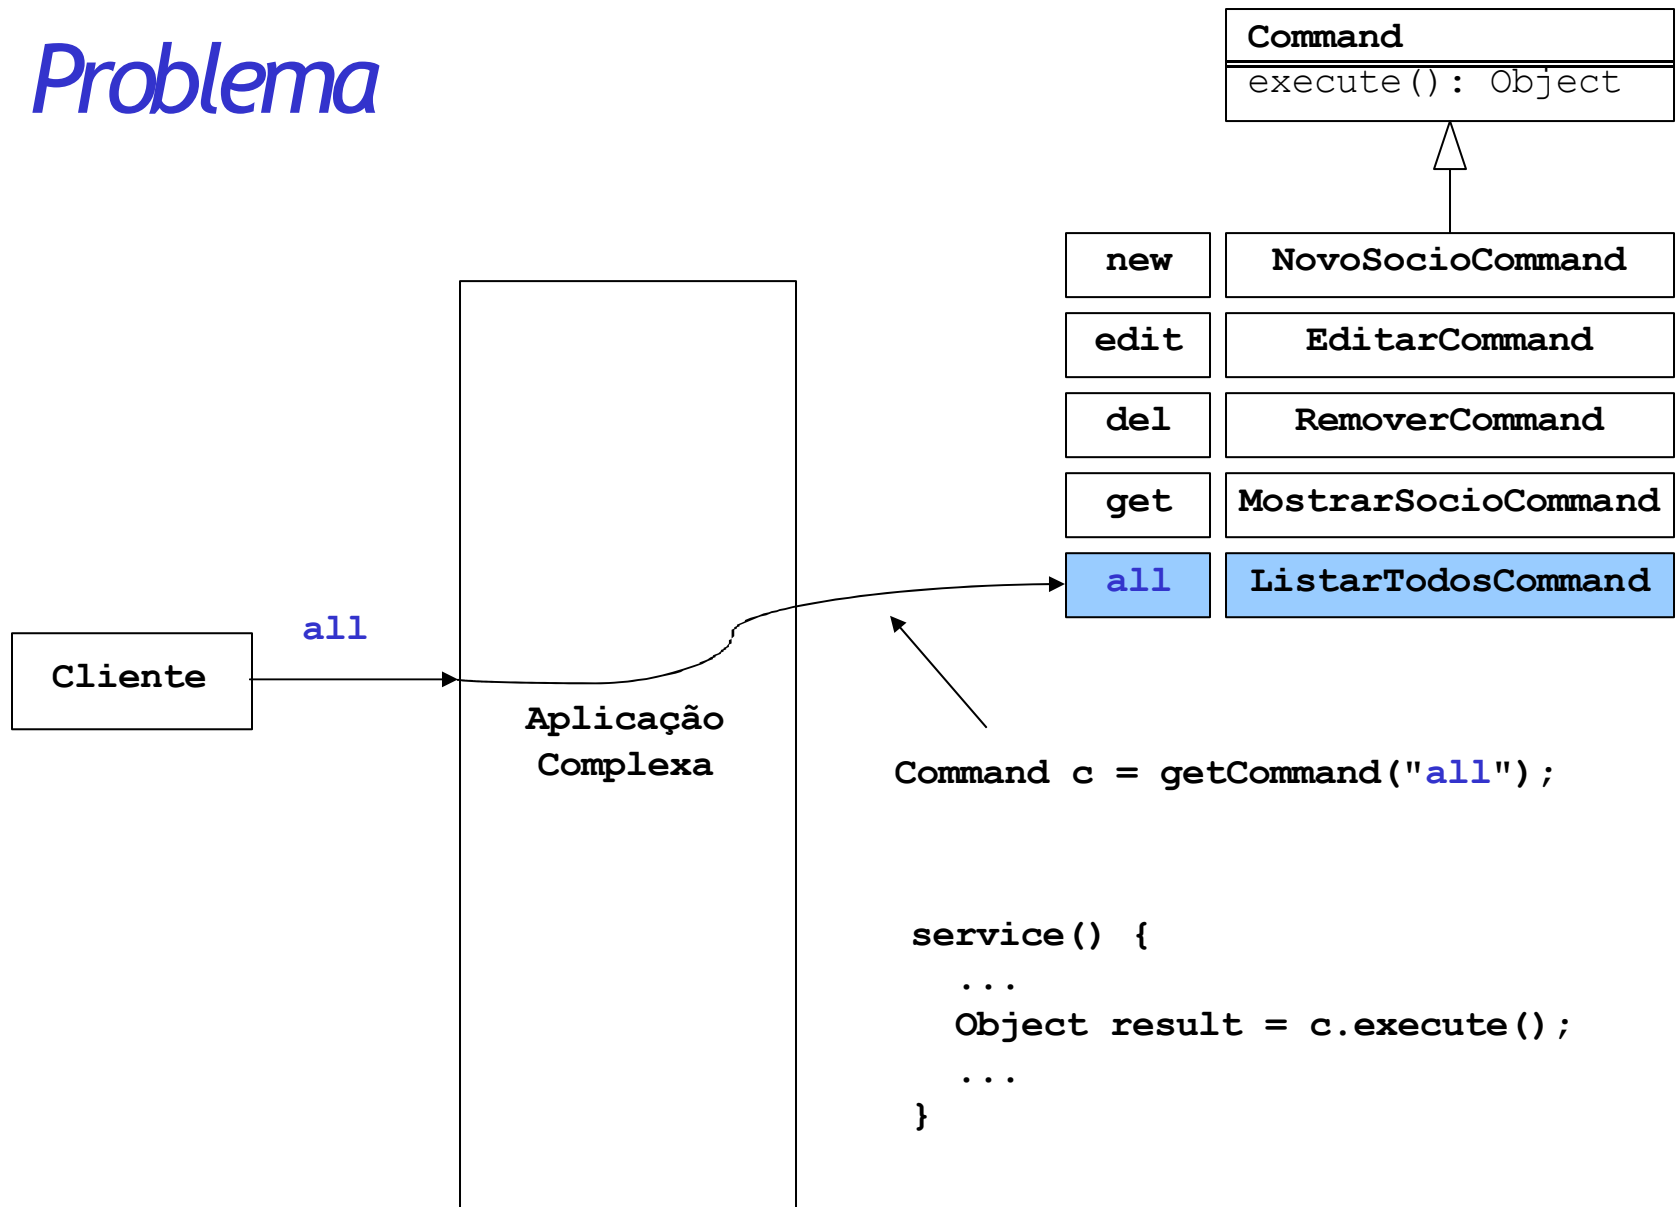 Problema
Command
execute(): Object
new NovoSocioCommand
edit EditarCommand
del RemoverCommand
get MostrarSocioCommand
all ListarTodosCommand
all
Cliente
Aplicação
Complexa
Command c = getCommand("all");
service() {
...
Object result = c.execute();
...
}